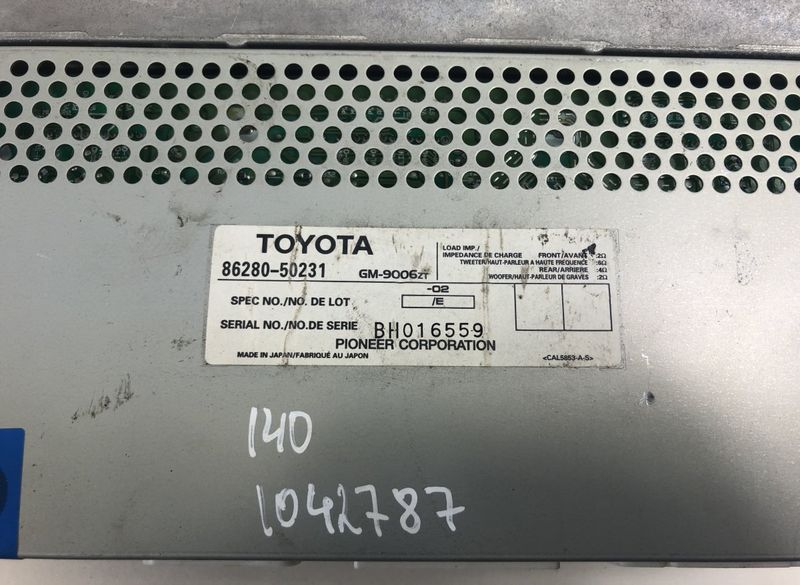 TOYOTA
86280-50231 GM-9006ZT
SPEC NO./NO. DE LOT -02 /E
SERIAL NO./NO.DE SERIE BH016559
PIONEER CORPORATION
MADE IN JAPAN/FABRIQUÉ AU JAPON
LOAD IMP./
IMPEDANCE DE CHARGE FRONT/AVANT :2Ω
TWEETER/HAUT-PARLEUR A HAUTE FRÉQUENCE :6Ω
REAR/ARRIERE :4Ω
WOOFER/HAUT-PARLEUR DE GRAVES :2Ω
<CAL5853-A-S>
140
1042787